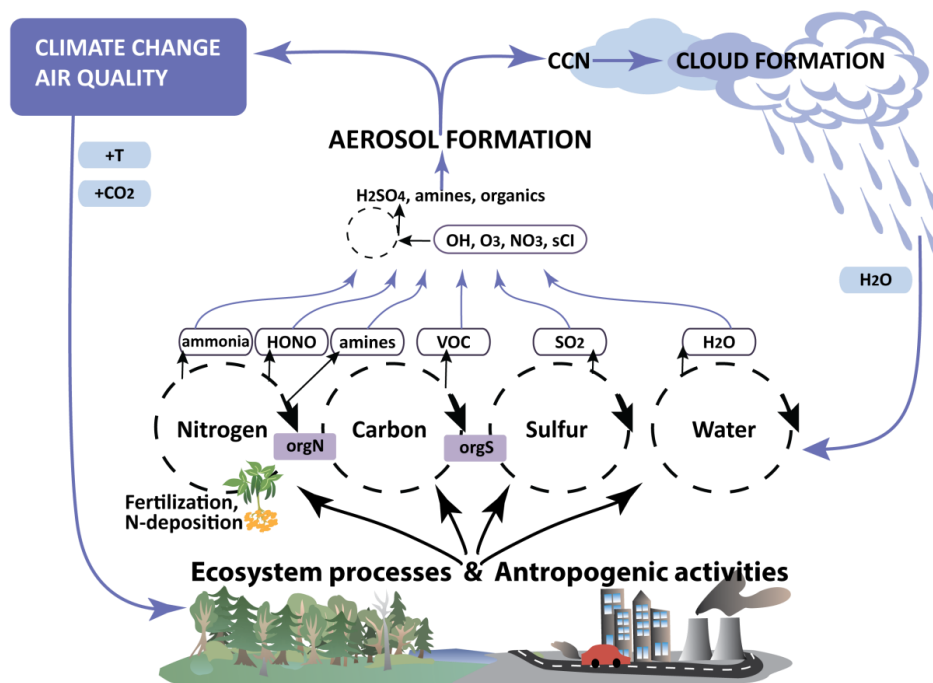 CLIMATE CHANGE
AIR QUALITY
CCN
CLOUD FORMATION
+T
+CO2
AEROSOL FORMATION
H2SO4, amines, organics
OH, O3, NO3, sCI
H2O
ammonia
HONO
amines
VOC
SO2
H2O
Nitrogen
Carbon
Sulfur
Water
orgN
orgS
Fertilization,
N-deposition
Ecosystem processes & Antropogenic activities